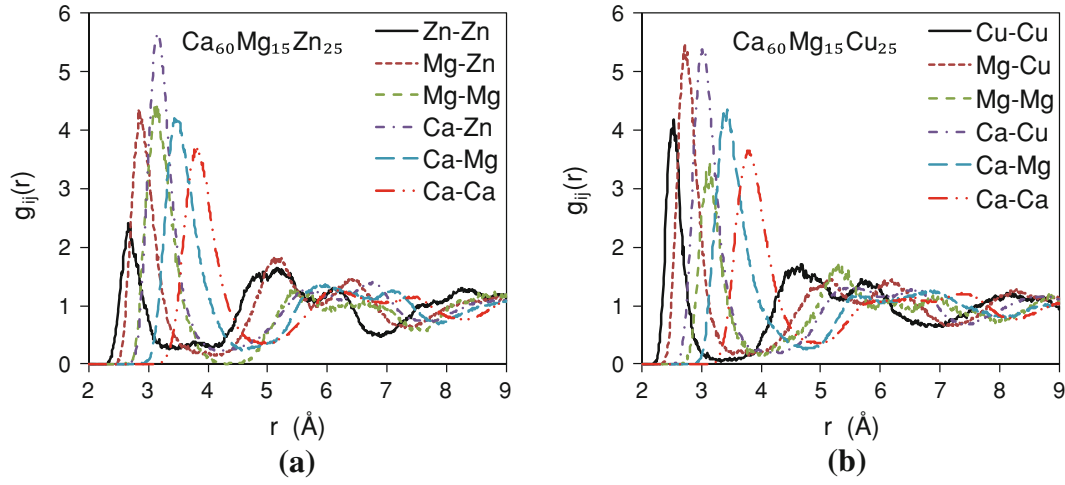 Ca₆₀Mg₁₅Zn₂₅
Zn-Zn
Mg-Zn
Mg-Mg
Ca-Zn
Ca-Mg
Ca-Ca
gᵢⱼ(r)
6
5
4
3
2
1
0
2 3 4 5 6 7 8 9
r (Å)
(a)
Ca₆₀Mg₁₅Cu₂₅
Cu-Cu
Mg-Cu
Mg-Mg
Ca-Cu
Ca-Mg
Ca-Ca
gᵢⱼ(r)
6
5
4
3
2
1
0
2 3 4 5 6 7 8 9
r (Å)
(b)